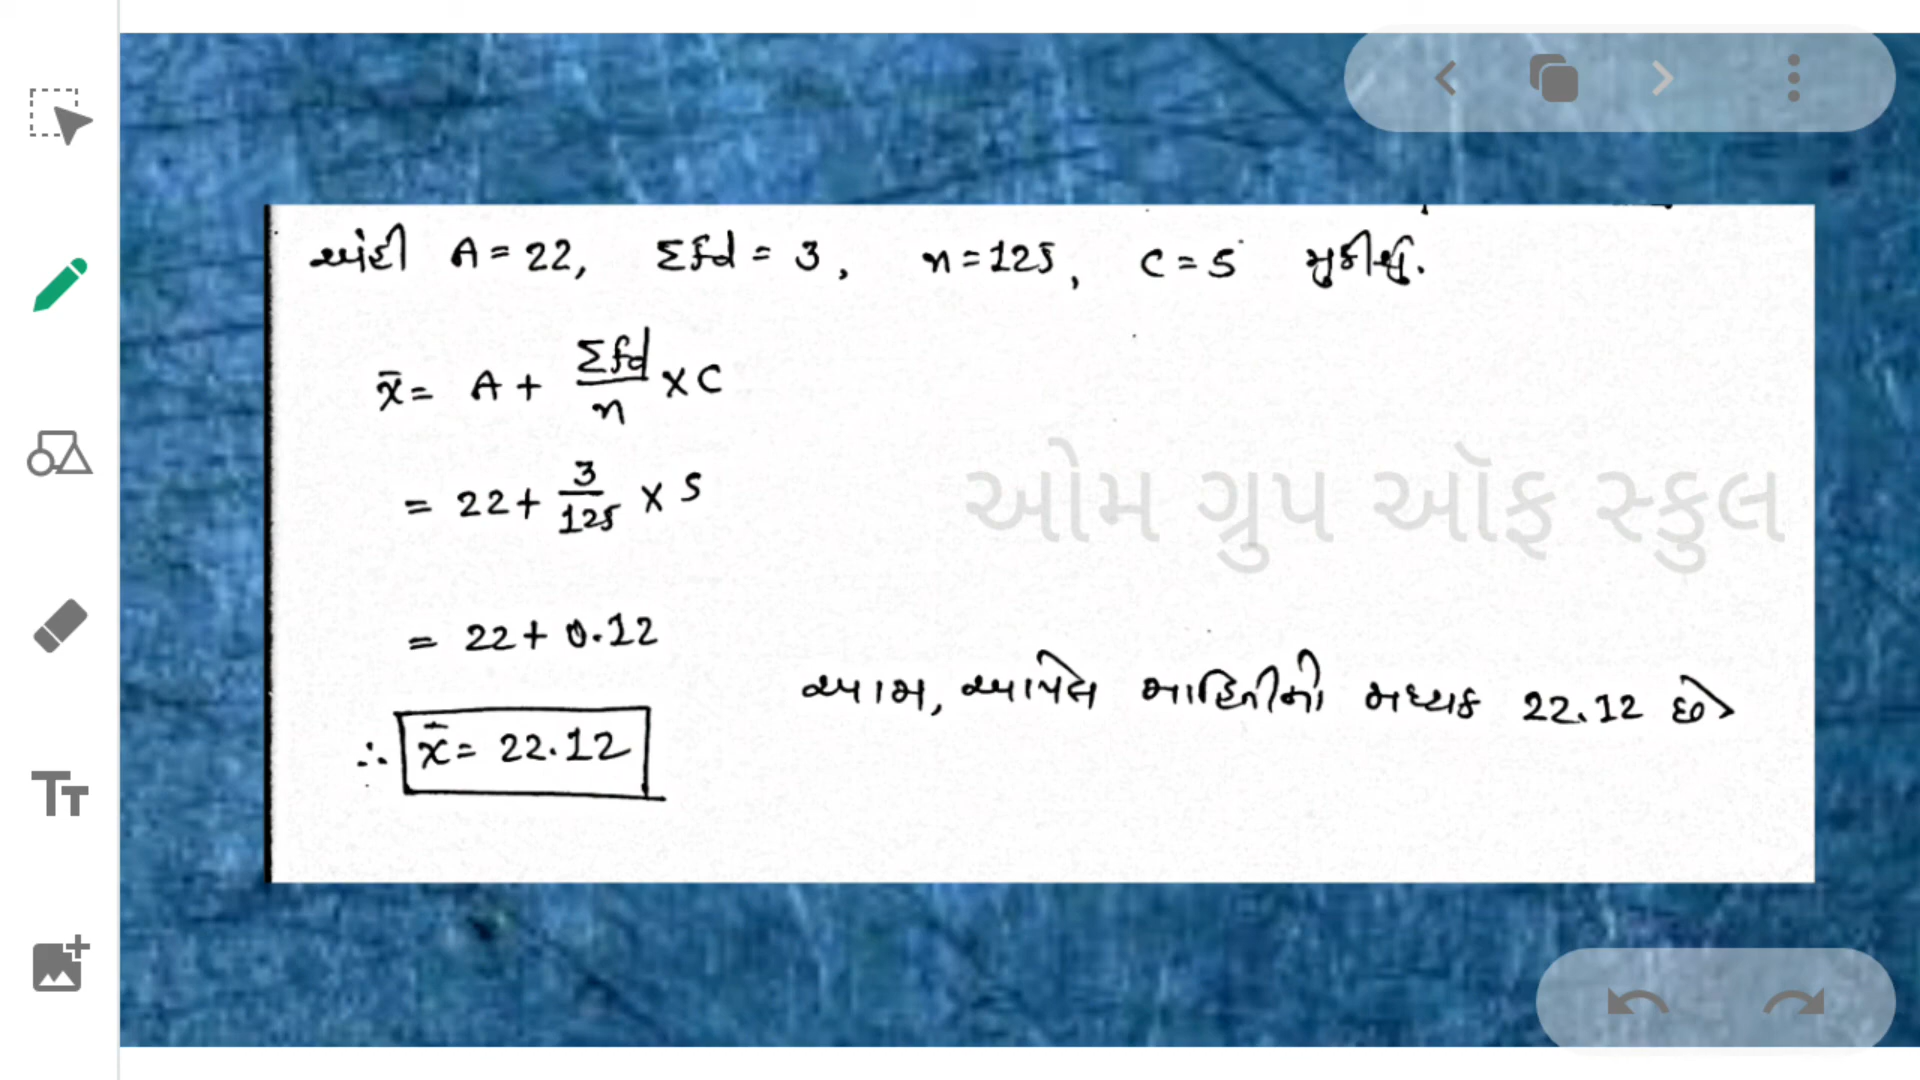 અહીં A = 22, Σfd = 3, n = 125, C = 5 મુકીશું.
x̄ = A + Σfd/n × C
= 22 + 3/125 × 5
ઓમ ગ્રુપ ઑફ સ્કુલ
= 22 + 0.12
આમ, આપેલ માહિતીનો મધ્યક 22.12 છે
∴ x̄ = 22.12
Tт